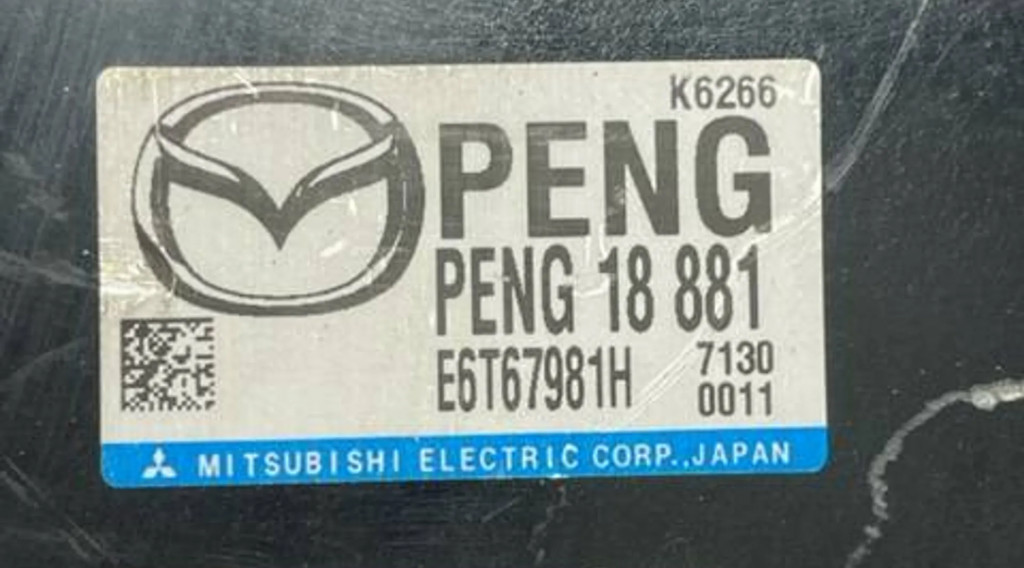 K6266
PENG
PENG 18 881
E6T67981H 7130
0011
MITSUBISHI ELECTRIC CORP., JAPAN